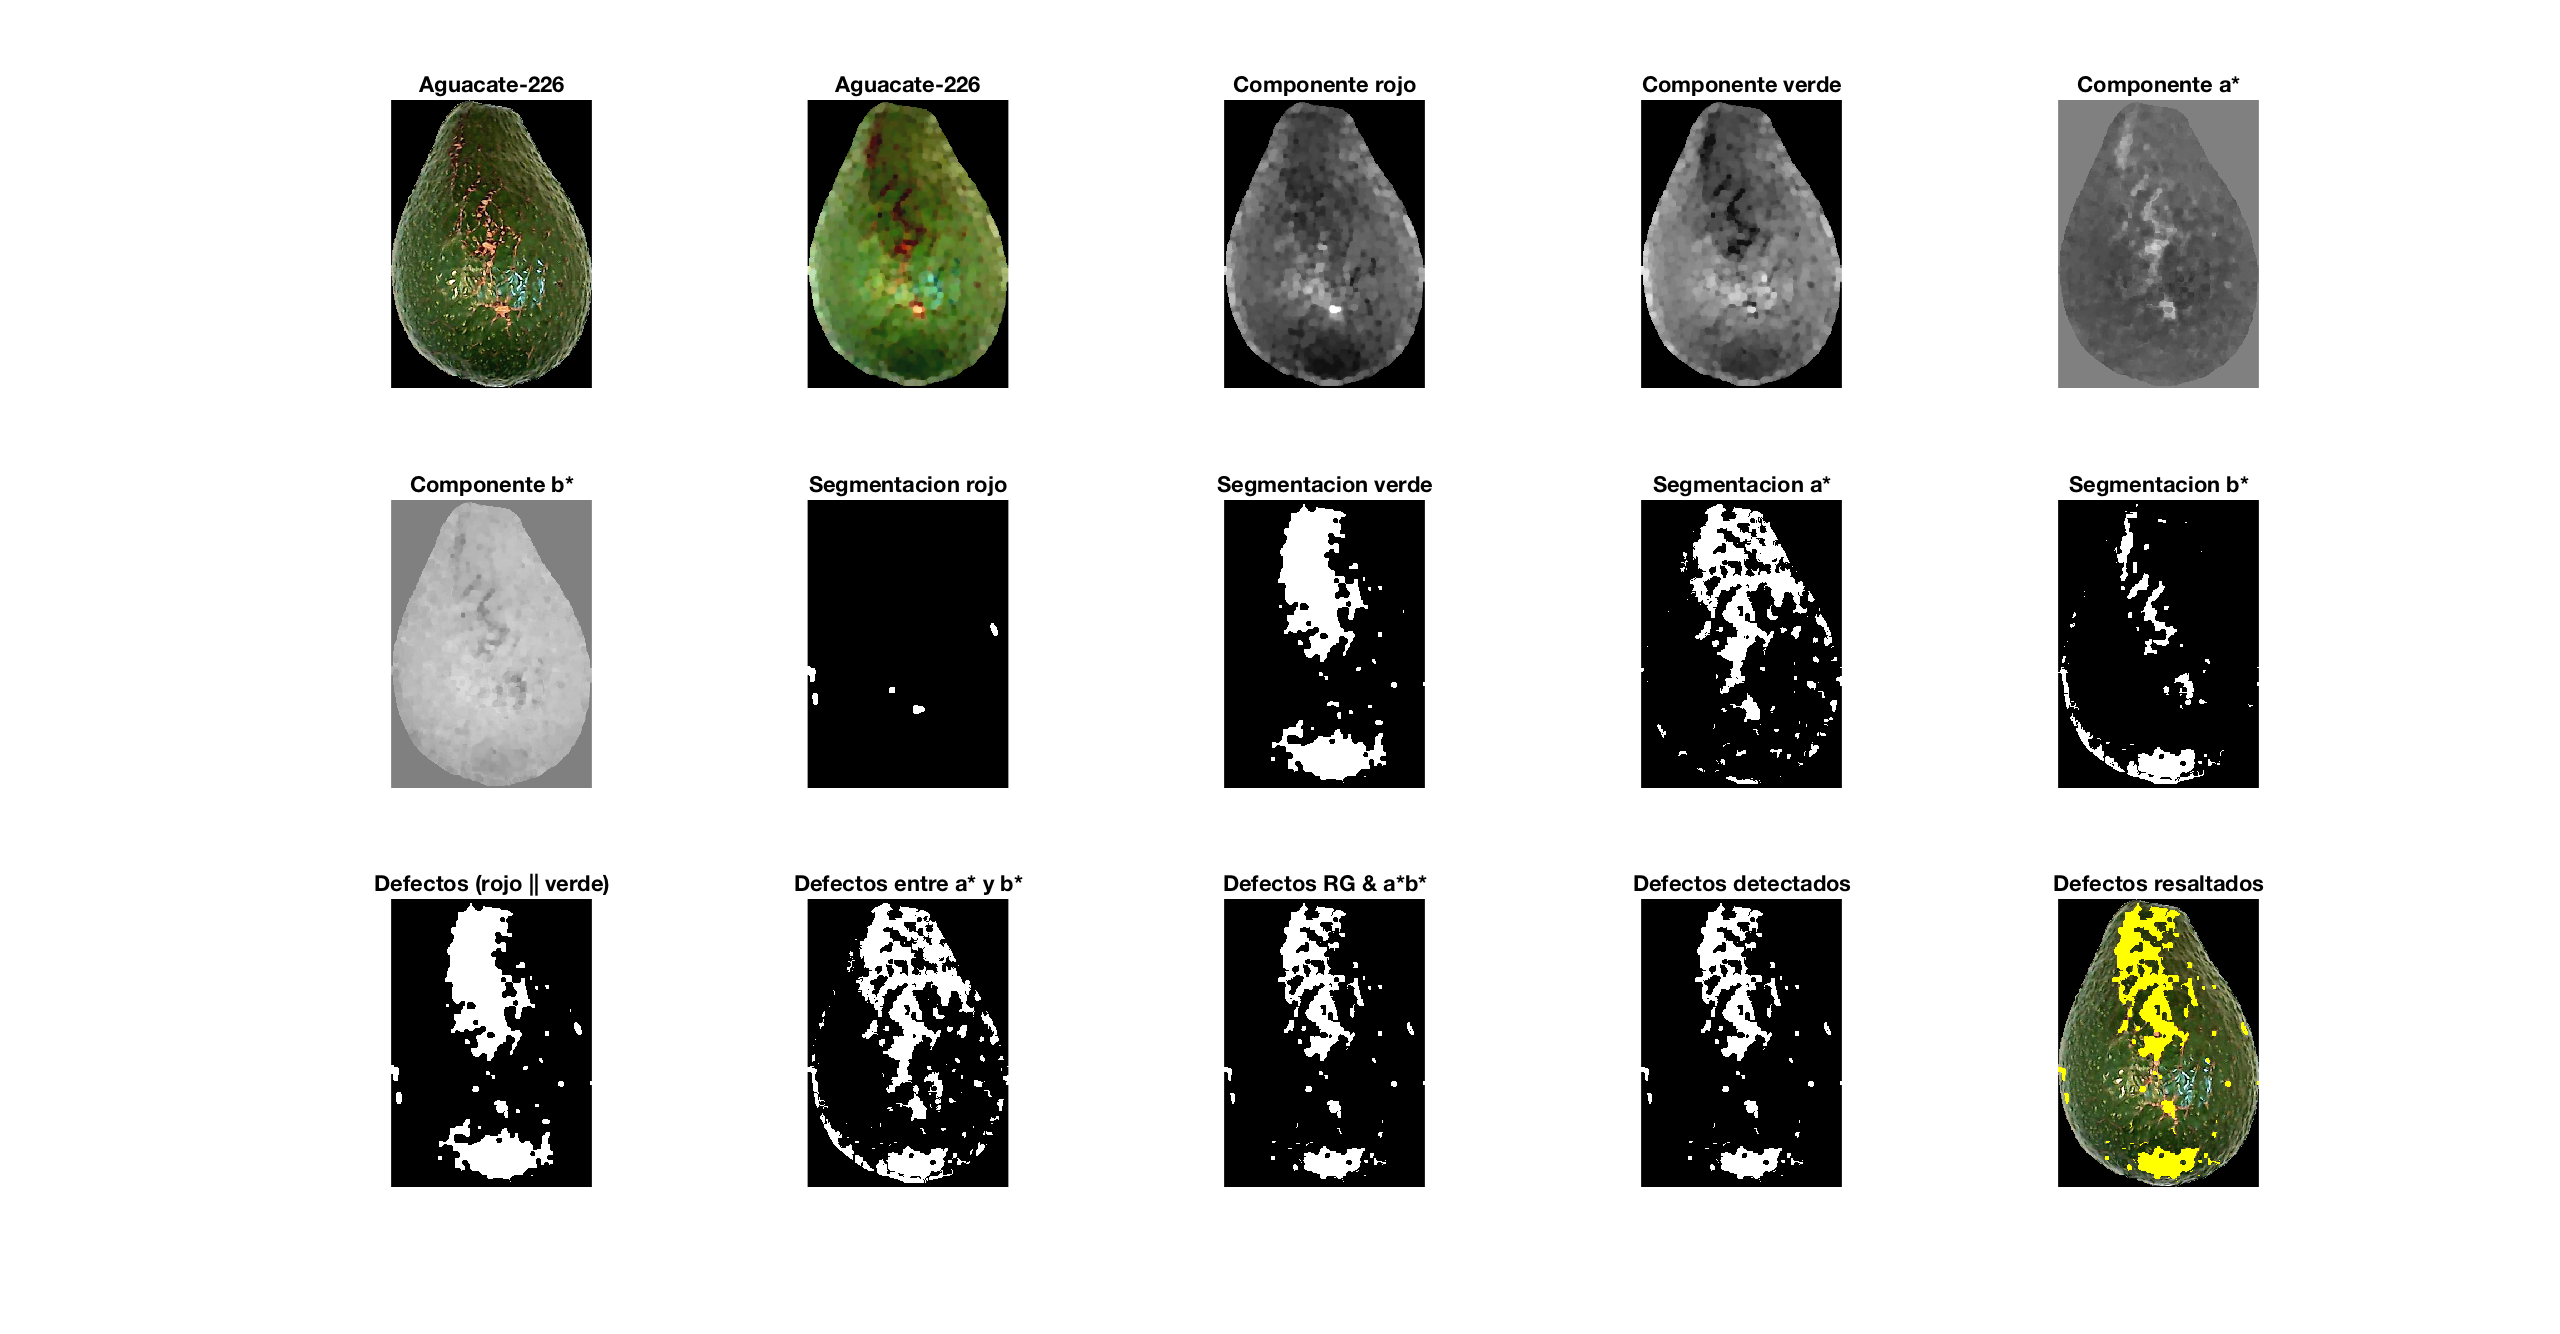 Aguacate-226
Aguacate-226
Componente rojo
Componente verde
Componente a*
Componente b*
Segmentacion rojo
Segmentacion verde
Segmentacion a*
Segmentacion b*
Defectos (rojo || verde)
Defectos entre a* y b*
Defectos RG & a*b*
Defectos detectados
Defectos resaltados